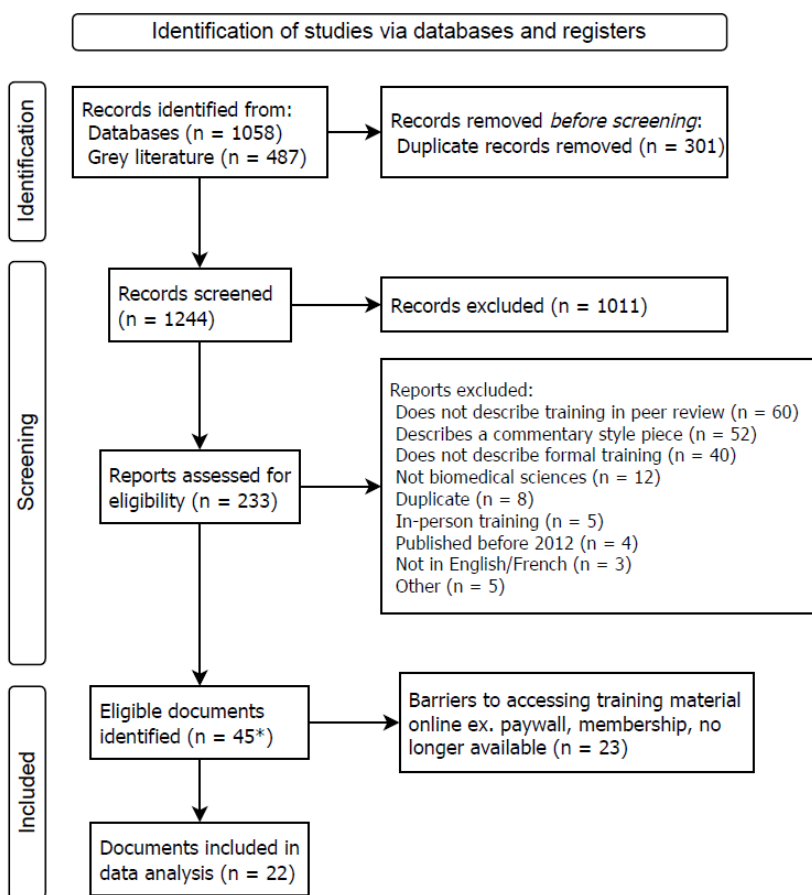 Identification of studies via databases and registers
Identification
Records identified from:
Databases (n = 1058)
Grey literature (n = 487)
Records removed before screening:
Duplicate records removed (n = 301)
Screening
Records screened
(n = 1244)
Records excluded (n = 1011)
Reports assessed for
eligibility (n = 233)
Reports excluded:
Does not describe training in peer review (n = 60)
Describes a commentary style piece (n = 52)
Does not describe formal training (n = 40)
Not biomedical sciences (n = 12)
Duplicate (n = 8)
In-person training (n = 5)
Published before 2012 (n = 4)
Not in English/French (n = 3)
Other (n = 5)
Included
Eligible documents
identified (n = 45*)
Barriers to accessing training material
online ex. paywall, membership, no
longer available (n = 23)
Documents included in
data analysis (n = 22)